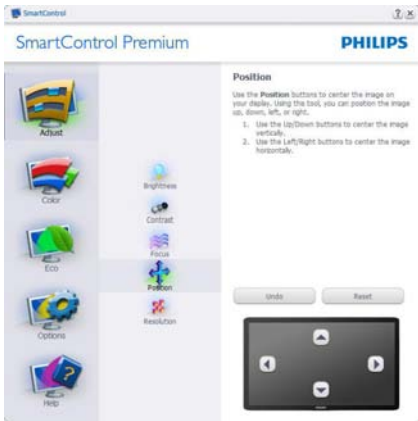 SmartControl
SmartControl Premium
PHILIPS
Adjust
Color
Eco
Options
Help
Brightness
Contrast
Focus
Position
Resolution
Position
Use the Position buttons to center the image on
your display. Using the tool, you can position the image
up, down, left, or right.
1. Use the Up/Down buttons to center the image
vertically.
2. Use the Left/Right buttons to center the image
horizontally.
Undo
Reset